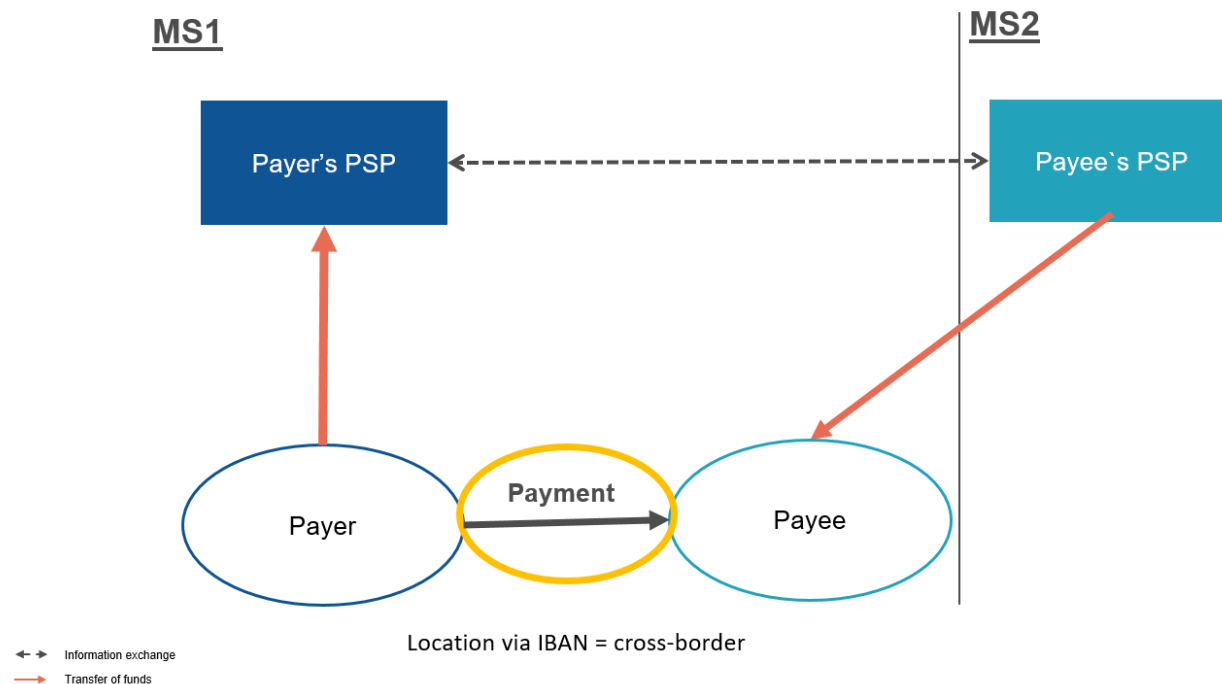 MS1
MS2
Payer’s PSP
Payee`s PSP
Payment
Payer
Payee
Location via IBAN = cross-border
Information exchange
Transfer of funds